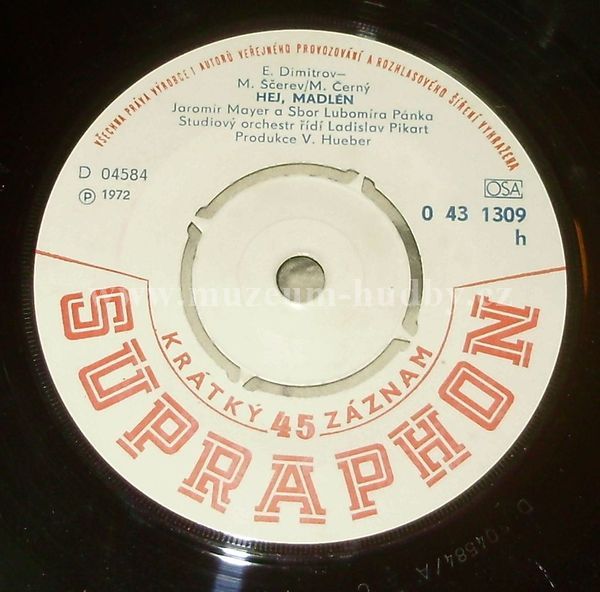 VŠECHNA PRÁVA VÝROBCE I AUTORŮ VEŘEJNÉHO PROVOZOVÁNÍ A ROZHLASOVÉHO ŠÍŘENÍ VYHRAZENA
E. Dimitrov–
M. Sčerev/M. Černý
HEJ, MADLÉN
Jaromír Mayer a Sbor Lubomíra Pánka
Studiový orchestr řídí Ladislav Pikart
Produkce V. Hueber
D 04584
Ⓟ 1972
OSA
0 43 1309
h
www.muzeum-hudby.cz
KRÁTKÝ 45 ZÁZNAM
SUPRAPHON
D 04584/A